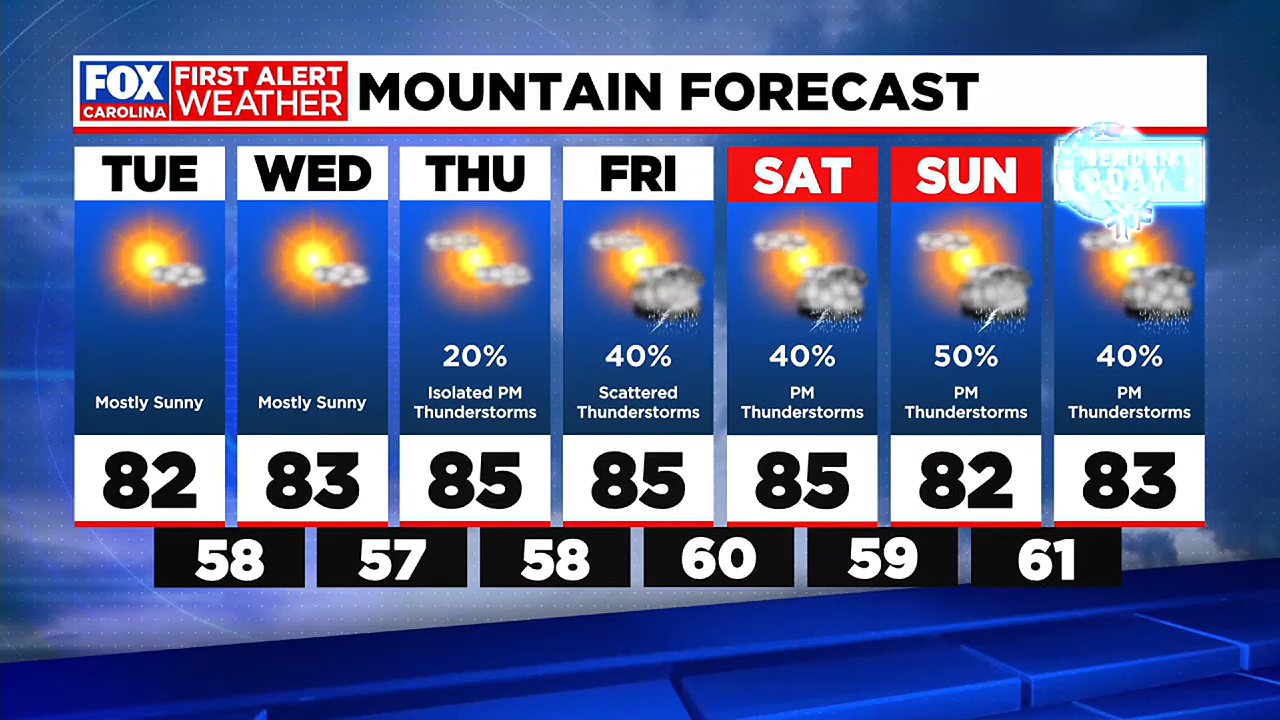 FOX
CAROLINA
FIRST ALERT
WEATHER
MOUNTAIN FORECAST
TUE
WED
THU
FRI
SAT
SUN
MEMORIAL
DAY
20%
40%
40%
50%
40%
Mostly Sunny
Mostly Sunny
Isolated PM
Thunderstorms
Scattered
Thunderstorms
PM
Thunderstorms
PM
Thunderstorms
PM
Thunderstorms
82
83
85
85
85
82
83
58
57
58
60
59
61